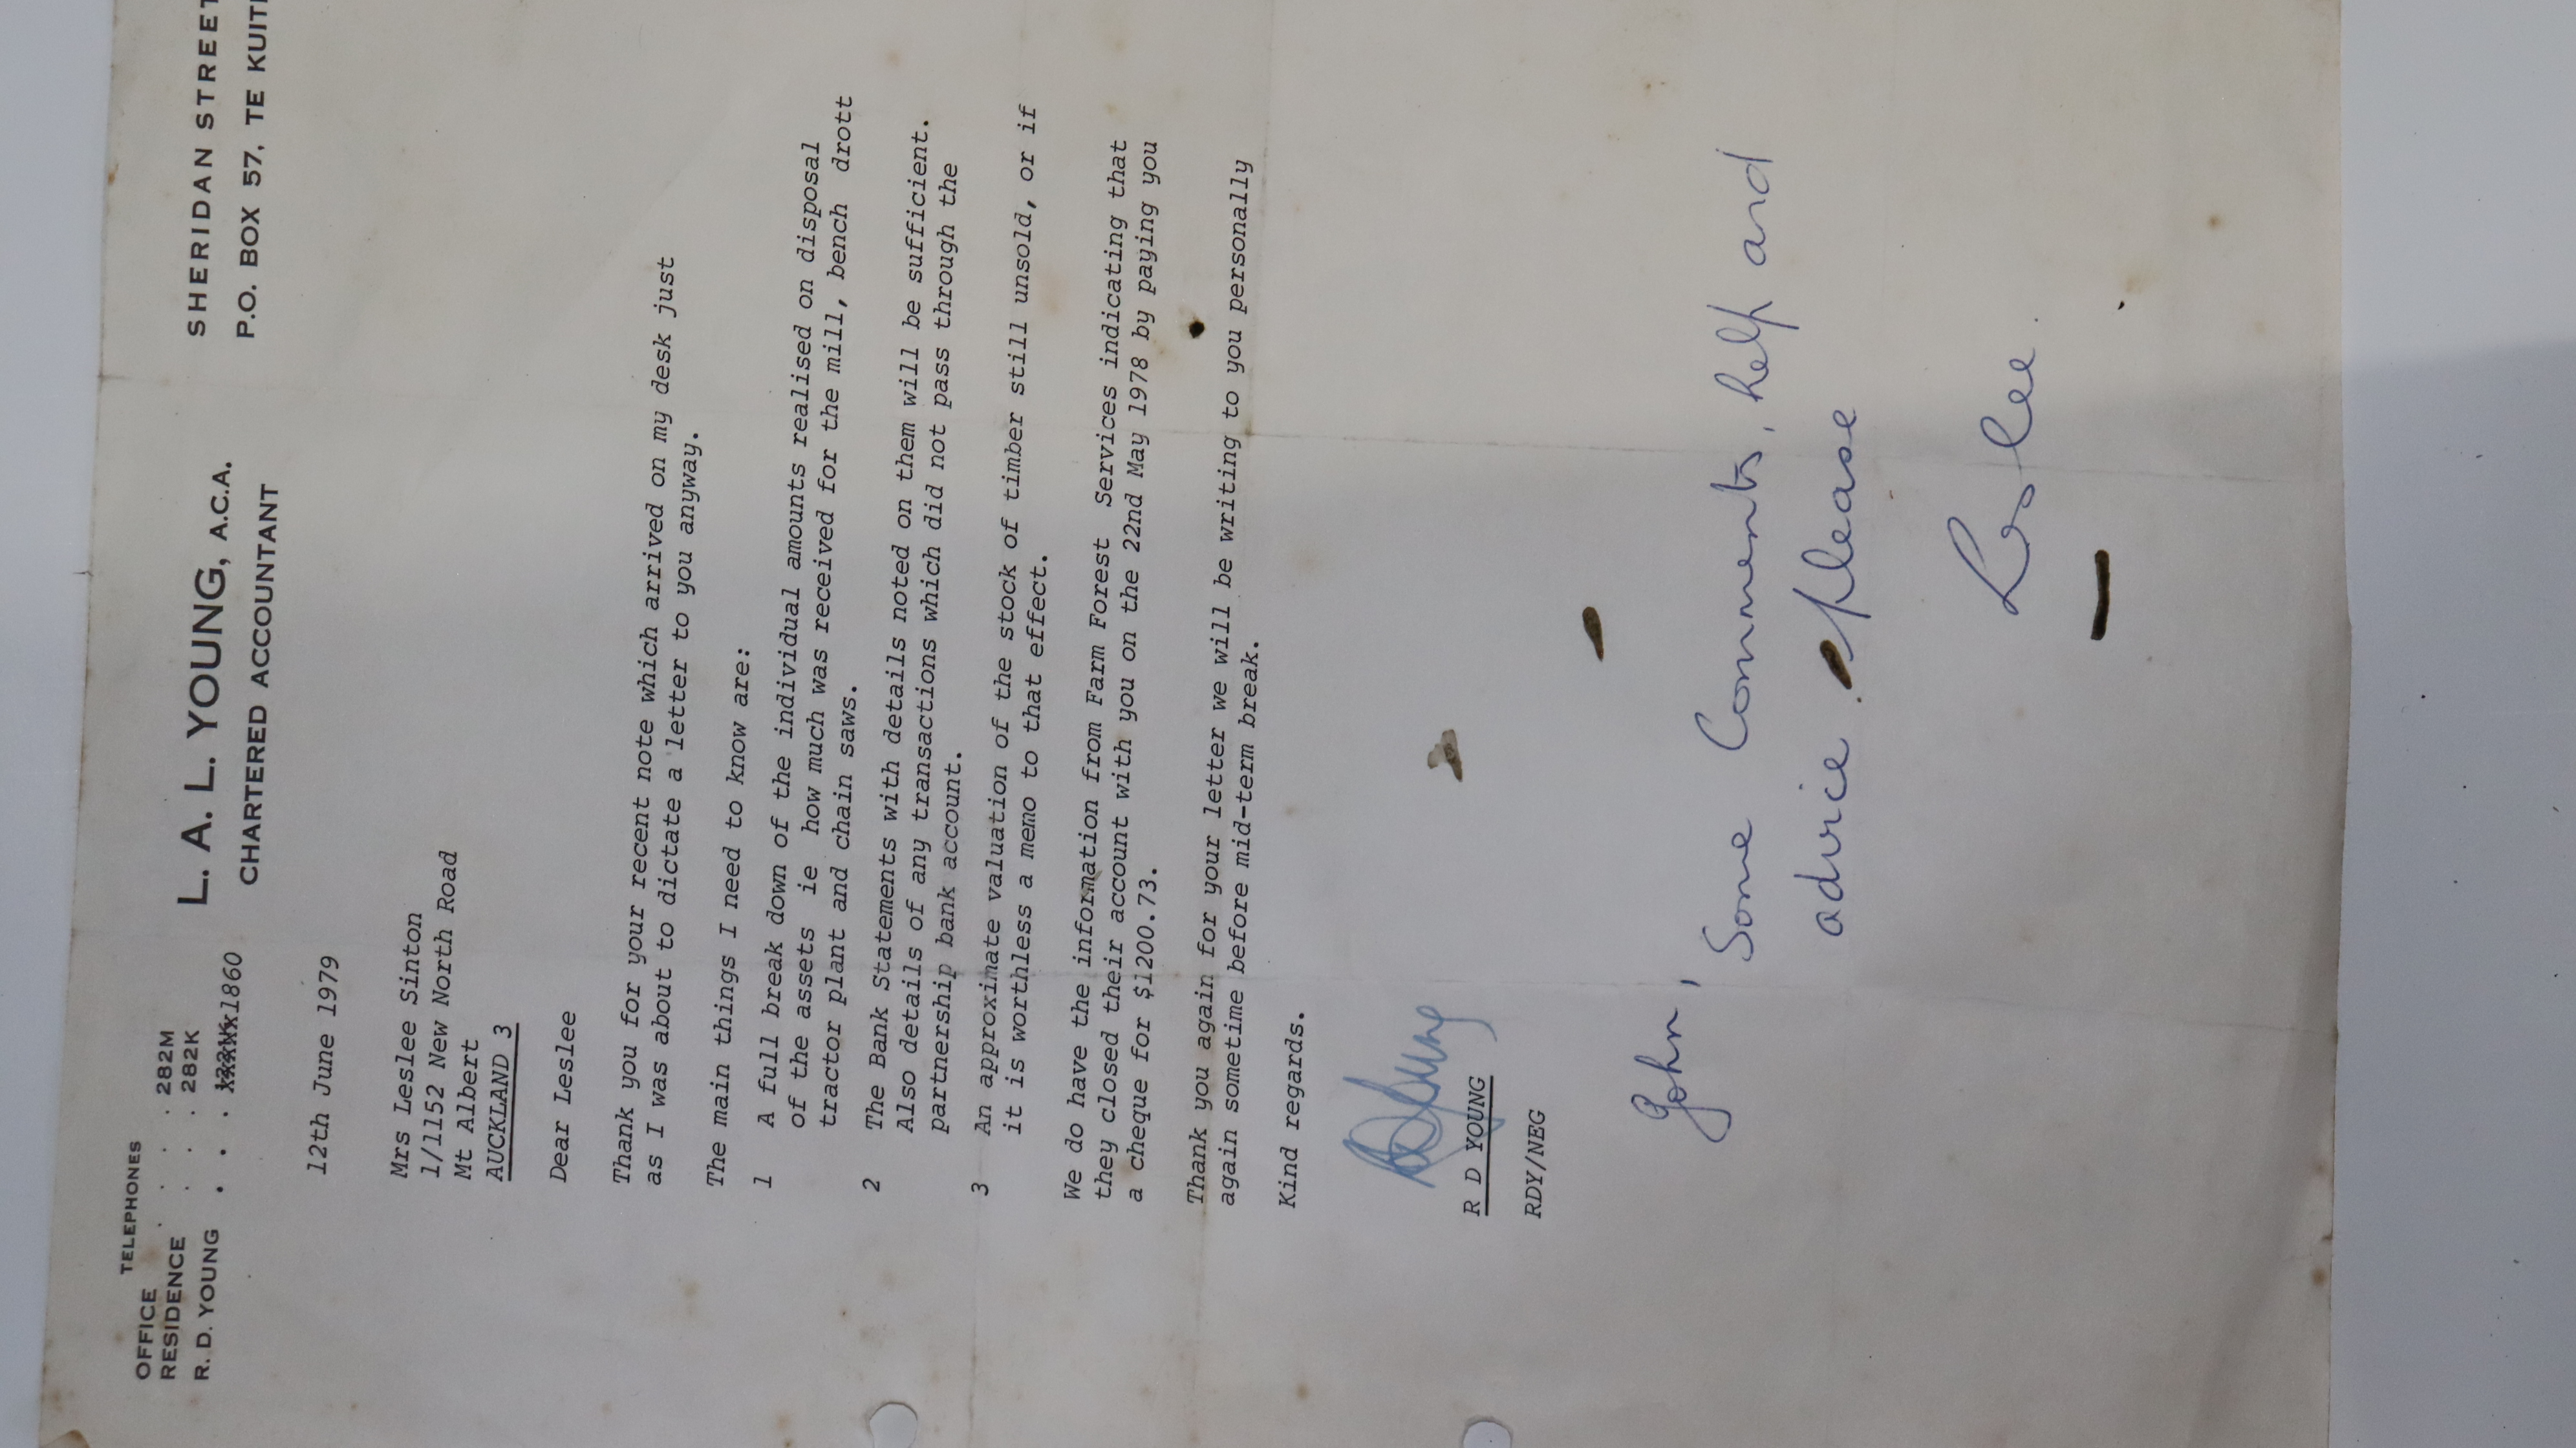 TELEPHONES
OFFICE . . . 282M
RESIDENCE . . . 282K
R. D. YOUNG . . . 1860
L. A. L. YOUNG, A.C.A.
CHARTERED ACCOUNTANT
SHERIDAN STREET
P.O. BOX 57, TE KUITI
12th June 1979
Mrs Leslee Sinton
1/1152 New North Road
Mt Albert
AUCKLAND 3
Dear Leslee
Thank you for your recent note which arrived on my desk just
as I was about to dictate a letter to you anyway.
The main things I need to know are:
1 A full break down of the individual amounts realised on disposal
of the assets ie how much was received for the mill, bench drott
tractor plant and chain saws.
2 The Bank Statements with details noted on them will be sufficient.
Also details of any transactions which did not pass through the
partnership bank account.
3 An approximate valuation of the stock of timber still unsold, or if
it is worthless a memo to that effect.
We do have the information from Farm Forest Services indicating that
they closed their account with you on the 22nd May 1978 by paying you
a cheque for $1200.73.
Thank you again for your letter we will be writing to you personally
again sometime before mid-term break.
Kind regards.
R D YOUNG
RDY/NEG
John,
Some Comments, help and
advice please
Leslee.